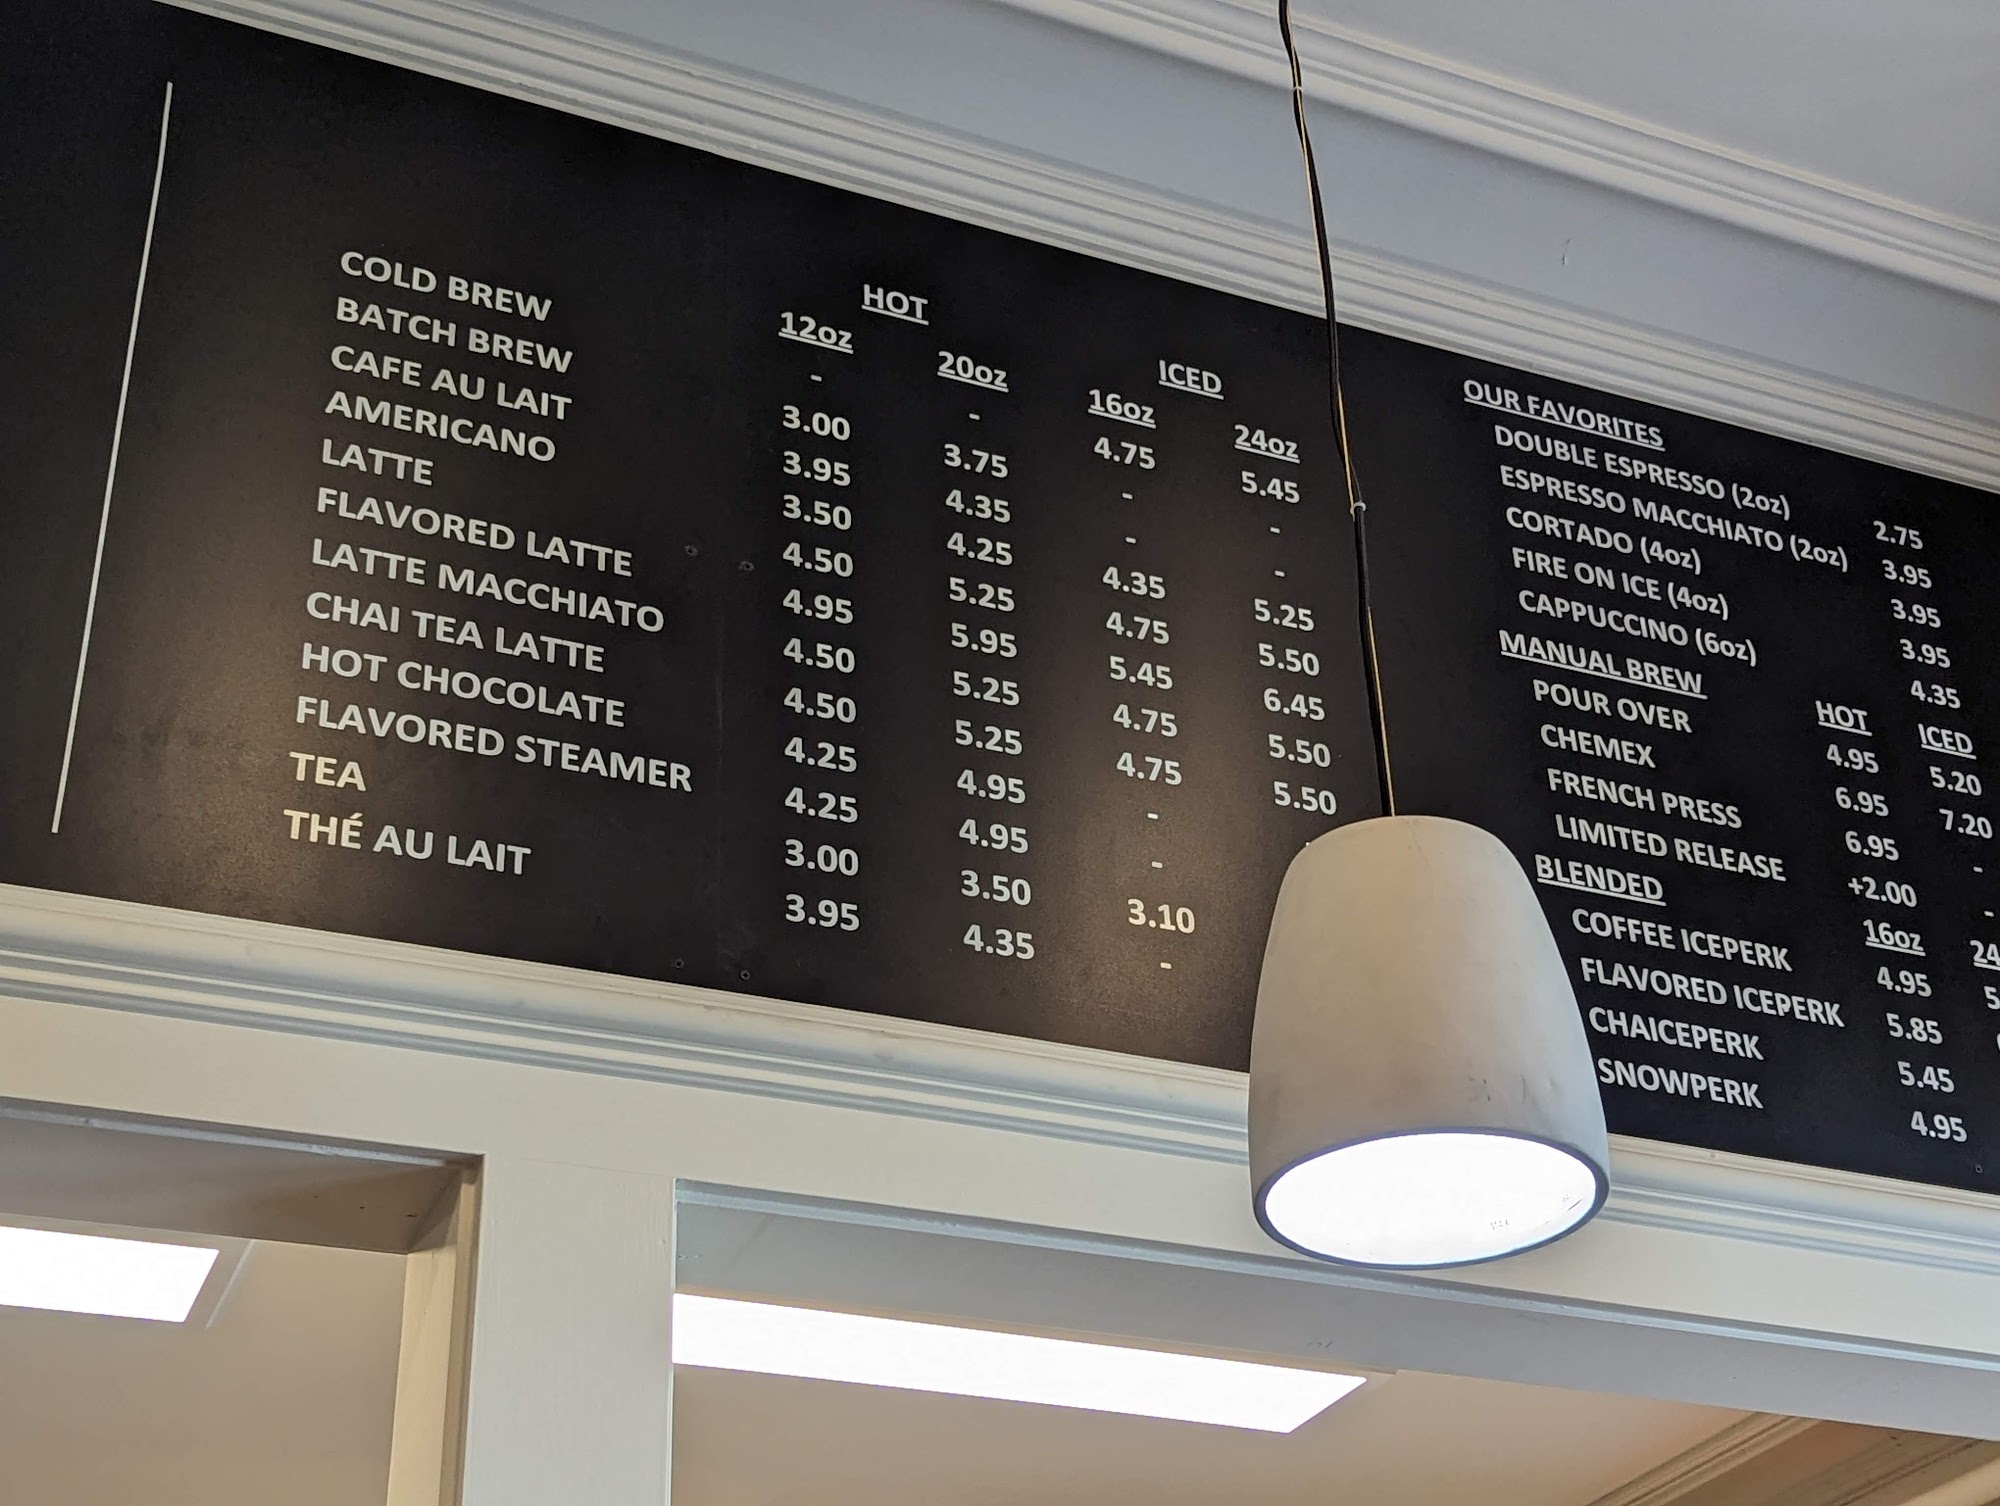 HOT ICED
12oz 20oz 16oz 24oz
COLD BREW - - 4.75 5.45
BATCH BREW 3.00 3.75 - -
CAFE AU LAIT 3.95 4.35 - -
AMERICANO 3.50 4.25 4.35 5.25
LATTE 4.50 5.25 4.75 5.50
FLAVORED LATTE 4.95 5.95 5.45 6.45
LATTE MACCHIATO 4.50 5.25 4.75 5.50
CHAI TEA LATTE 4.50 5.25 4.75 5.50
HOT CHOCOLATE 4.25 4.95 -
FLAVORED STEAMER 4.25 4.95 -
TEA 3.00 3.50 3.10
THÉ AU LAIT 3.95 4.35 -
OUR FAVORITES
DOUBLE ESPRESSO (2oz) 2.75
ESPRESSO MACCHIATO (2oz) 3.95
CORTADO (4oz) 3.95
FIRE ON ICE (4oz) 3.95
CAPPUCCINO (6oz) 4.35
MANUAL BREW HOT ICED
POUR OVER 4.95 5.20
CHEMEX 6.95 7.20
FRENCH PRESS 6.95 -
LIMITED RELEASE +2.00 -
BLENDED 16oz 24
COFFEE ICEPERK 4.95 5.
FLAVORED ICEPERK 5.85
CHAICEPERK 5.45
SNOWPERK 4.95